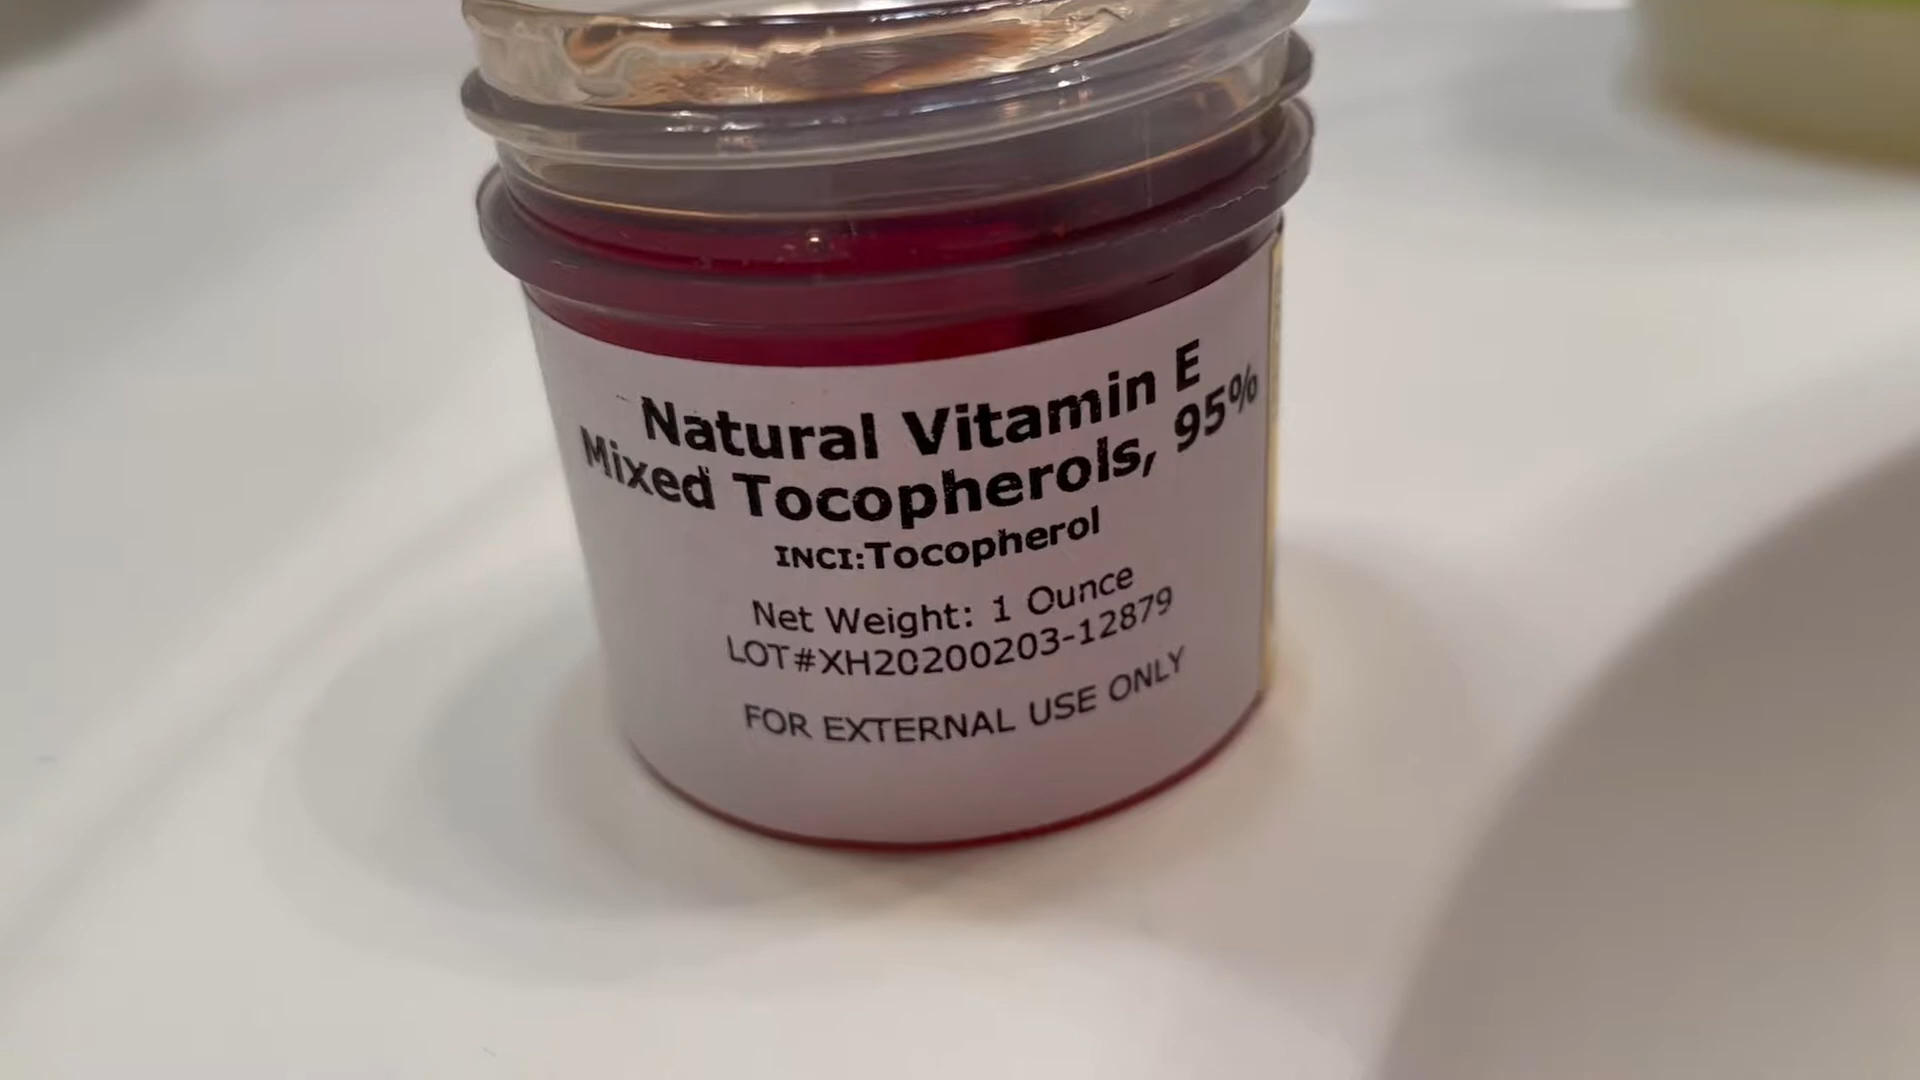 Natural Vitamin E
Mixed Tocopherols, 95%
INCI:Tocopherol
Net Weight: 1 Ounce
LOT#XH20200203-12879
FOR EXTERNAL USE ONLY